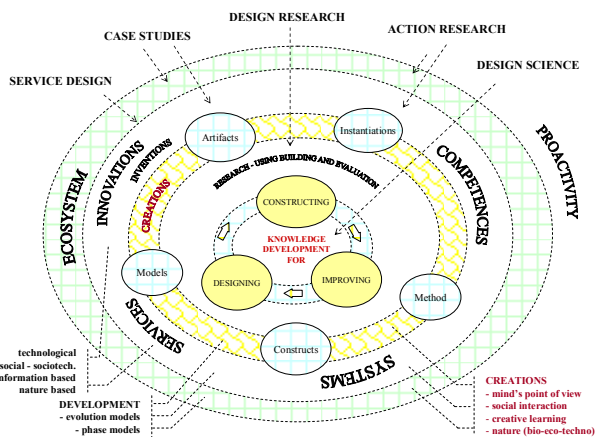 DESIGN RESEARCH
CASE STUDIES
ACTION RESEARCH
SERVICE DESIGN
DESIGN SCIENCE
Artifacts
Instantiations
ECOSYSTEM
INNOVATIONS
INVENTIONS
CREATIONS
RESEARCH - USING BUILDING AND EVALUATION
COMPETENCES
PROACTIVITY
CONSTRUCTING
KNOWLEDGE
DEVELOPMENT
FOR
DESIGNING
IMPROVING
Models
Method
SERVICES
Constructs
SYSTEMS
technological
social - sociotech.
nformation based
nature based
DEVELOPMENT
- evolution models
- phase models
CREATIONS
- mind's point of view
- social interaction
- creative learning
- nature (bio-eco-techno)